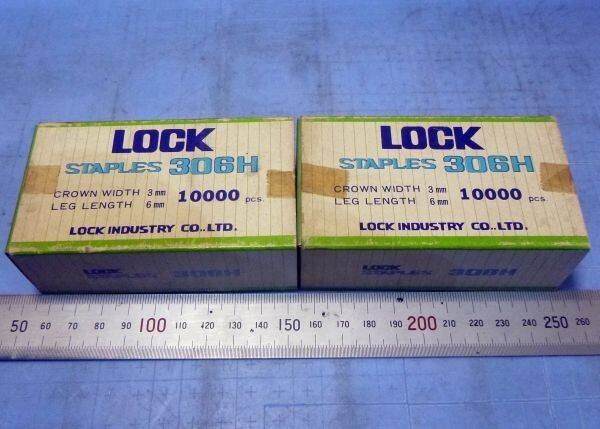 LOCK
STAPLES 306H
CROWN WIDTH 3mm
LEG LENGTH 6mm 10000 pcs.
LOCK INDUSTRY CO.,LTD.
LOCK
STAPLES 306H
LOCK
STAPLES 306H
CROWN WIDTH 3mm
LEG LENGTH 6mm 10000 pcs.
LOCK INDUSTRY CO.,LTD.
LOCK
STAPLES 306H
50 60 70 80 90 100 110 120 130 140 150 160 170 180 190 200 210 220 230 240 250 260